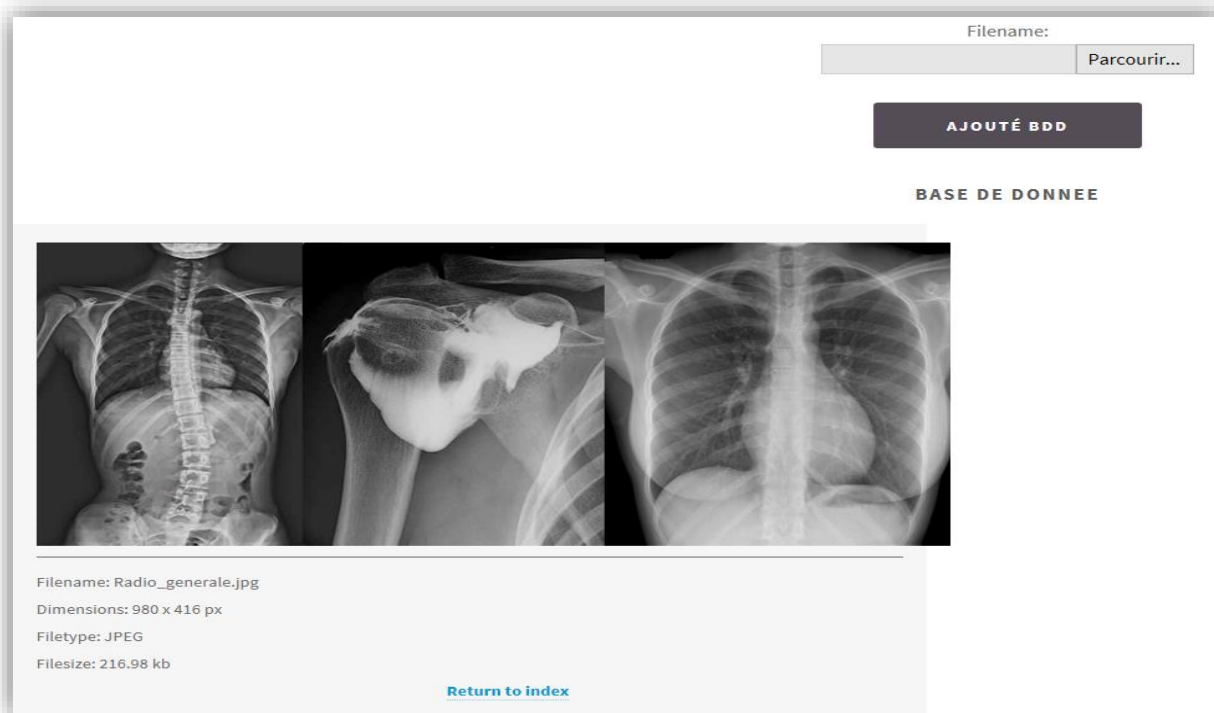 Filename:
Parcourir...
AJOUTÉ BDD
BASE DE DONNEE
Filename: Radio_generale.jpg
Dimensions: 980 x 416 px
Filetype: JPEG
Filesize: 216.98 kb
Return to index